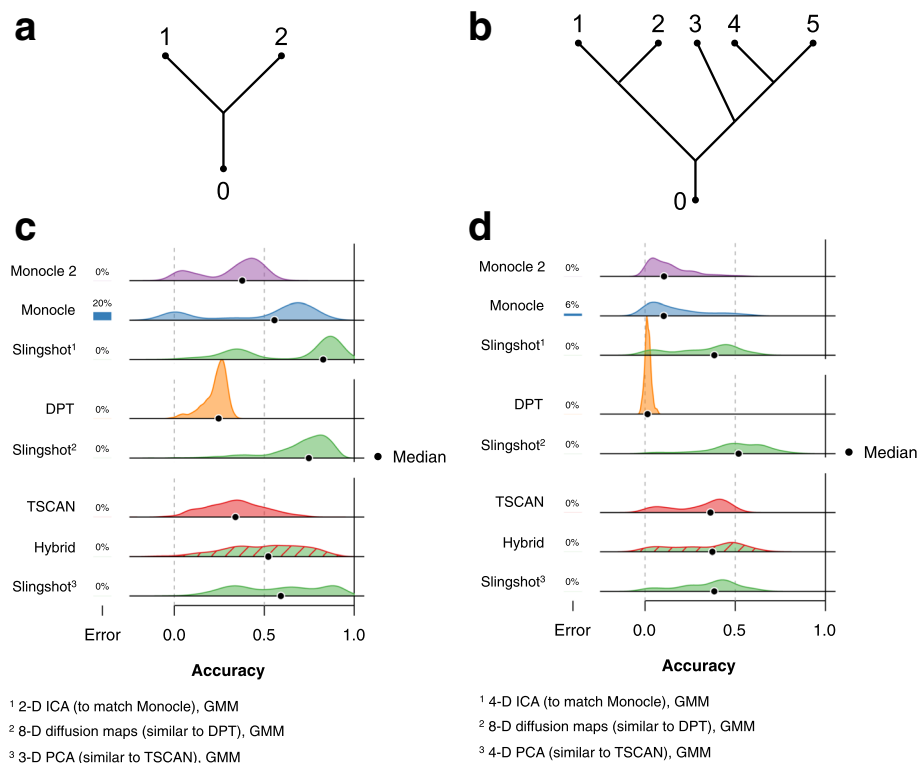 a
1 2
0
b
1 2 3 4 5
0
c
Monocle 2 0%
Monocle 20%
Slingshot¹ 0%
DPT 0%
Slingshot² 0%
Median
TSCAN 0%
Hybrid 0%
Slingshot³ 0%
Error 0.0 0.5 1.0
Accuracy
¹ 2-D ICA (to match Monocle), GMM
² 8-D diffusion maps (similar to DPT), GMM
³ 3-D PCA (similar to TSCAN), GMM
d
Monocle 2 0%
Monocle 6%
Slingshot¹ 0%
DPT 0%
Slingshot² 0%
Median
TSCAN 0%
Hybrid 0%
Slingshot³ 0%
Error 0.0 0.5 1.0
Accuracy
¹ 4-D ICA (to match Monocle), GMM
² 8-D diffusion maps (similar to DPT), GMM
³ 4-D PCA (similar to TSCAN), GMM